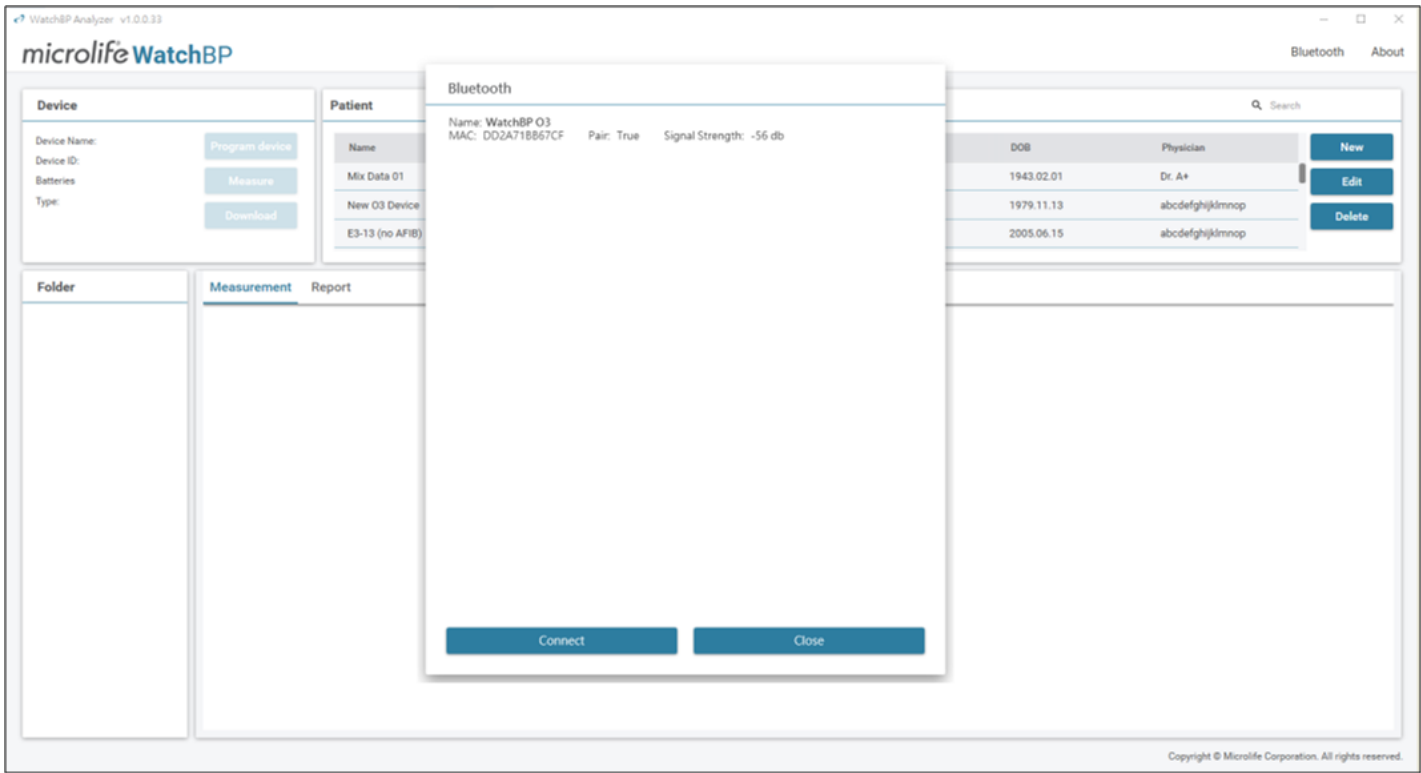 WatchBP Analyzer v1.0.0.33
microlife WatchBP
Bluetooth About
Device
Device Name:
Device ID:
Batteries
Type:
Program device
Measure
Download
Patient
Search
Name DOB Physician
Mix Data 01 1943.02.01 Dr. A+
New O3 Device 1979.11.13 abcdefghijklmnop
E3-13 (no AFIB) 2005.06.15 abcdefghijklmnop
New
Edit
Delete
Bluetooth
Name: WatchBP O3
MAC: DD2A71BB67CF Pair: True Signal Strength: -56 db
Connect Close
Folder
Measurement Report
Copyright © Microlife Corporation. All rights reserved.